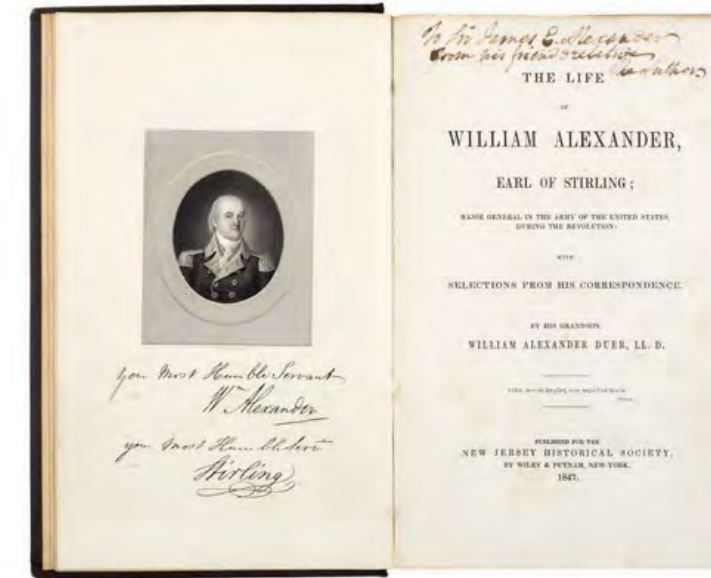 your Most Humble Servant
Wm Alexander
your Most Humble Servt
Stirling
To Sir James E. Alexander
from his friend & relative
the author
THE LIFE
OF
WILLIAM ALEXANDER,
EARL OF STIRLING;
MAJOR GENERAL IN THE ARMY OF THE UNITED STATES,
DURING THE REVOLUTION:
WITH
SELECTIONS FROM HIS CORRESPONDENCE.
BY HIS GRANDSON,
WILLIAM ALEXANDER DUER, LL. D.
PUBLISHED FOR THE
NEW JERSEY HISTORICAL SOCIETY,
BY WILEY & PUTNAM, NEW-YORK.
1847.